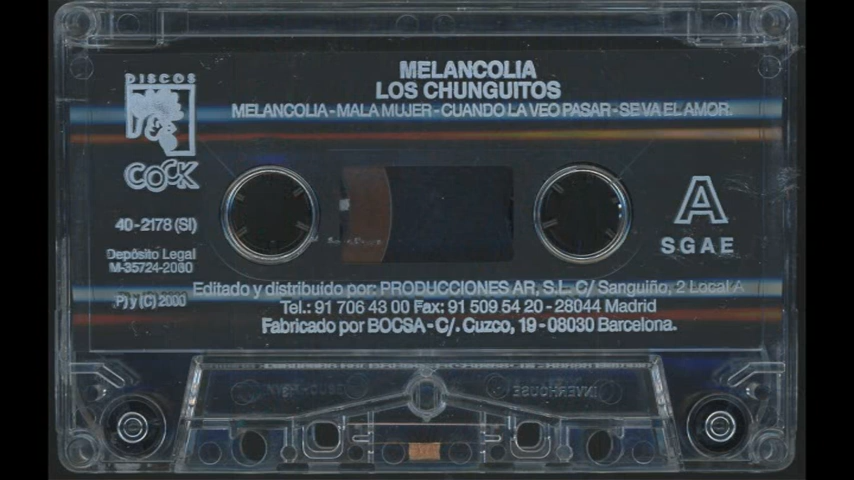 MELANCOLIA
LOS CHUNGUITOS
MELANCOLIA - MALA MUJER - CUANDO LA VEO PASAR - SE VA EL AMOR.
DISCOS
COCK
40-2178 (SI)
Depósito Legal
M-35724-2000
P) y (C) 2000
A
SGAE
Editado y distribuido por: PRODUCCIONES AR, S.L. C/ Sanguiño, 2 Local A
Tel.: 91 706 43 00 Fax: 91 509 54 20 - 28044 Madrid
Fabricado por BOCSA - C/. Cuzco, 19 - 08030 Barcelona.